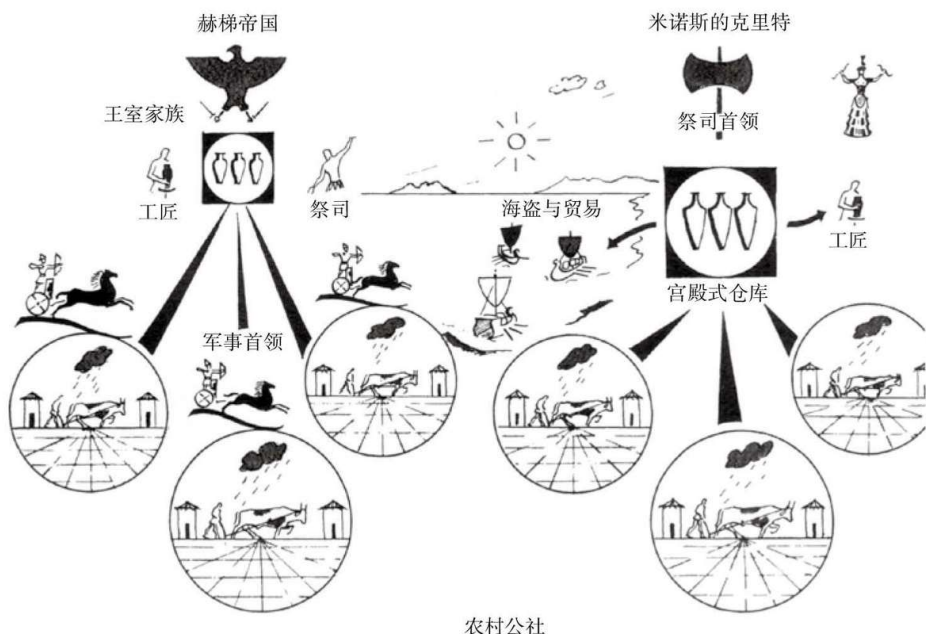 赫梯帝国
米诺斯的克里特
王室家族
祭司首领
工匠
祭司
海盗与贸易
工匠
宫殿式仓库
军事首领
农村公社